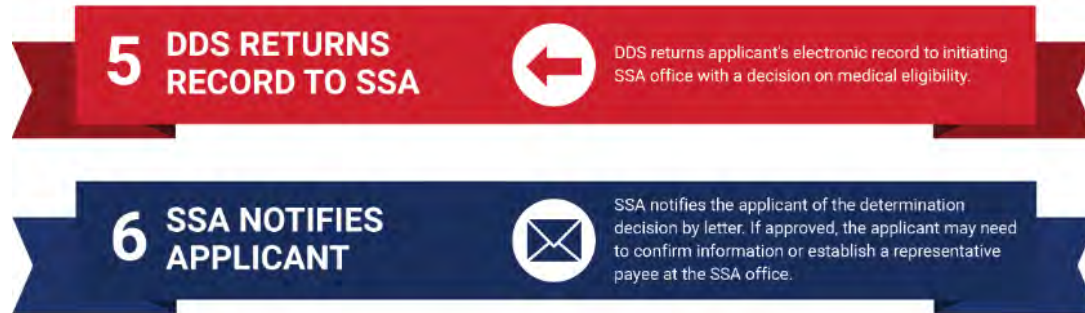 5 DDS RETURNS
RECORD TO SSA
DDS returns applicant's electronic record to initiating
SSA office with a decision on medical eligibility.
6 SSA NOTIFIES
APPLICANT
SSA notifies the applicant of the determination
decision by letter. If approved, the applicant may need
to confirm information or establish a representative
payee at the SSA office.